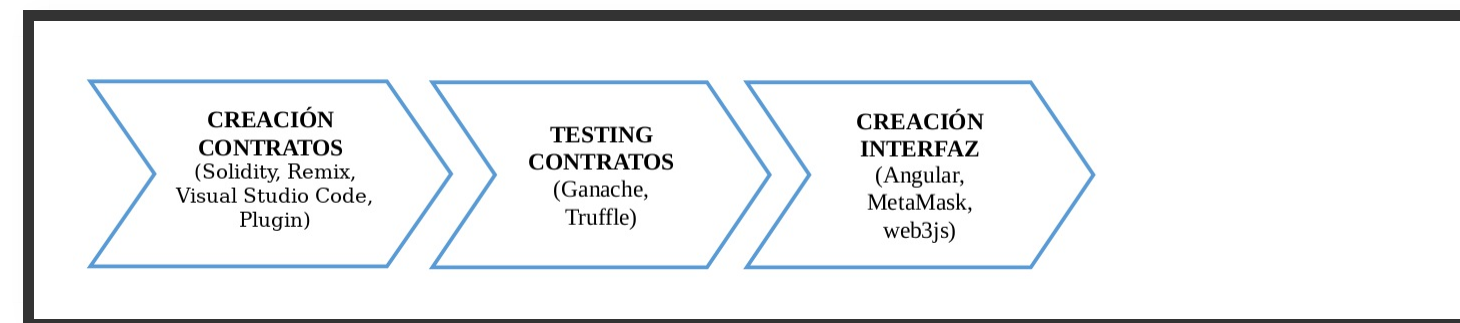 CREACIÓN
CONTRATOS
(Solidity, Remix,
Visual Studio Code,
Plugin)
TESTING
CONTRATOS
(Ganache,
Truffle)
CREACIÓN
INTERFAZ
(Angular,
MetaMask,
web3js)